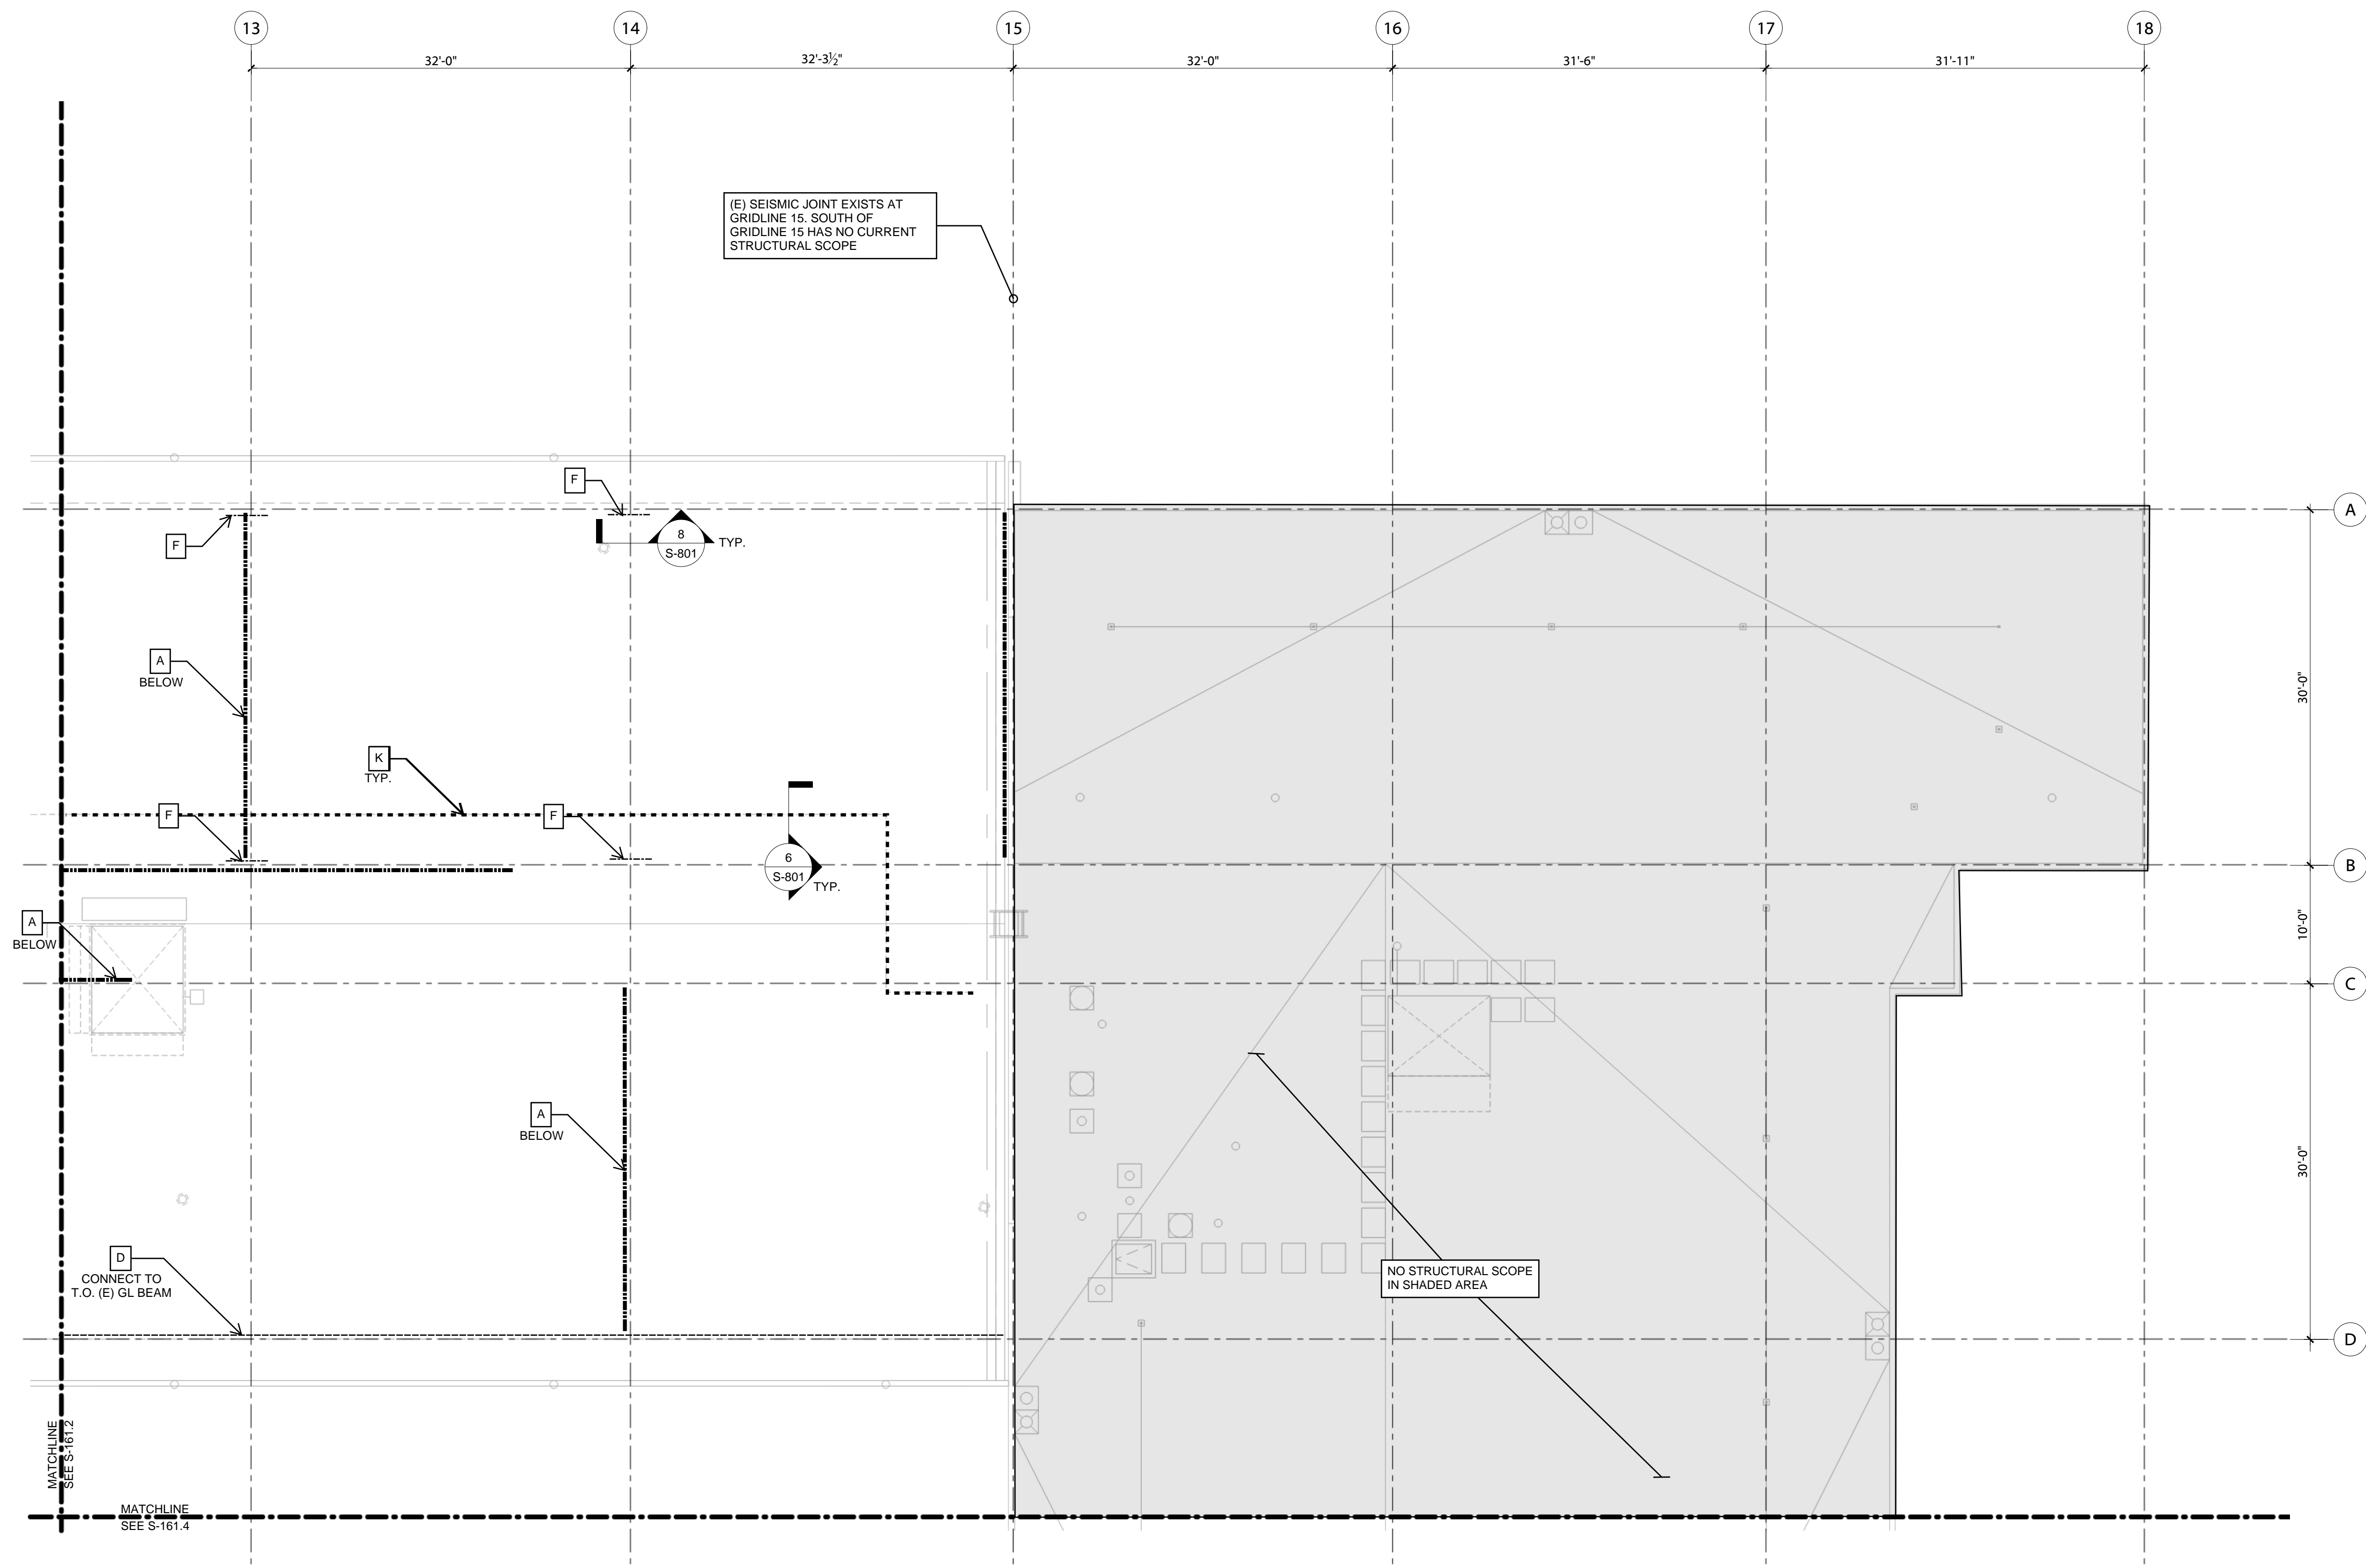 13
14
15
16
17
18
32'-0"
32'-3½"
32'-0"
31'-6"
31'-11"
(E) SEISMIC JOINT EXISTS AT
GRIDLINE 15. SOUTH OF
GRIDLINE 15 HAS NO CURRENT
STRUCTURAL SCOPE
F
A
F
8
S-801
TYP.
A
BELOW
30'-0"
K
TYP.
F
F
6
S-801
TYP.
B
A
BELOW
10'-0"
C
A
BELOW
30'-0"
D
CONNECT TO
T.O. (E) GL BEAM
NO STRUCTURAL SCOPE
IN SHADED AREA
D
MATCHLINE
SEE S-161.2
MATCHLINE
SEE S-161.4